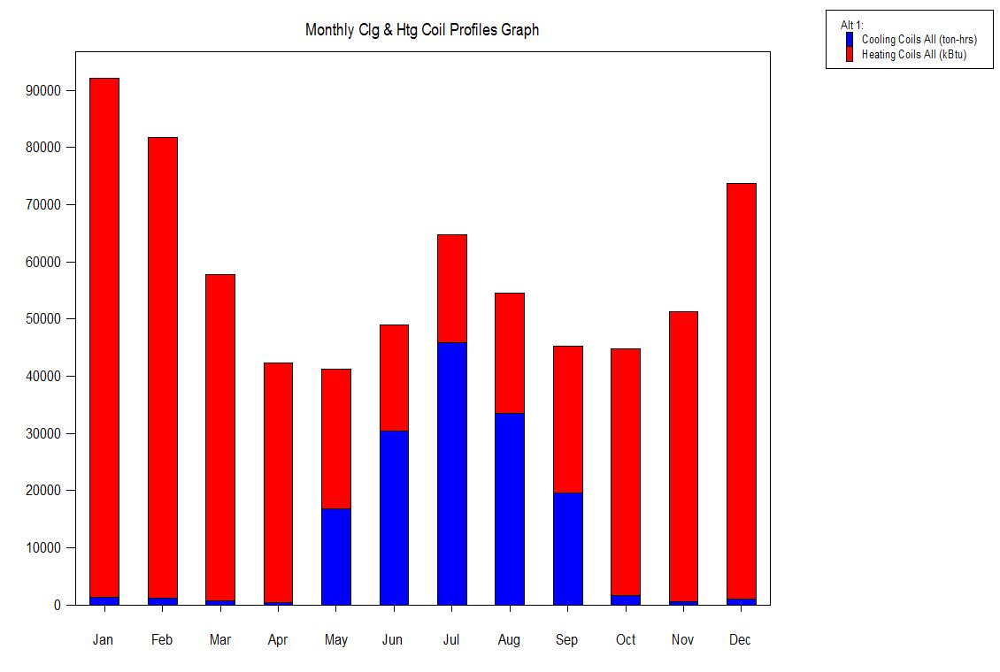 Monthly Clg & Htg Coil Profiles Graph
Alt 1:
Cooling Coils All (ton-hrs)
Heating Coils All (kBtu)
90000
80000
70000
60000
50000
40000
30000
20000
10000
0
Jan Feb Mar Apr May Jun Jul Aug Sep Oct Nov Dec